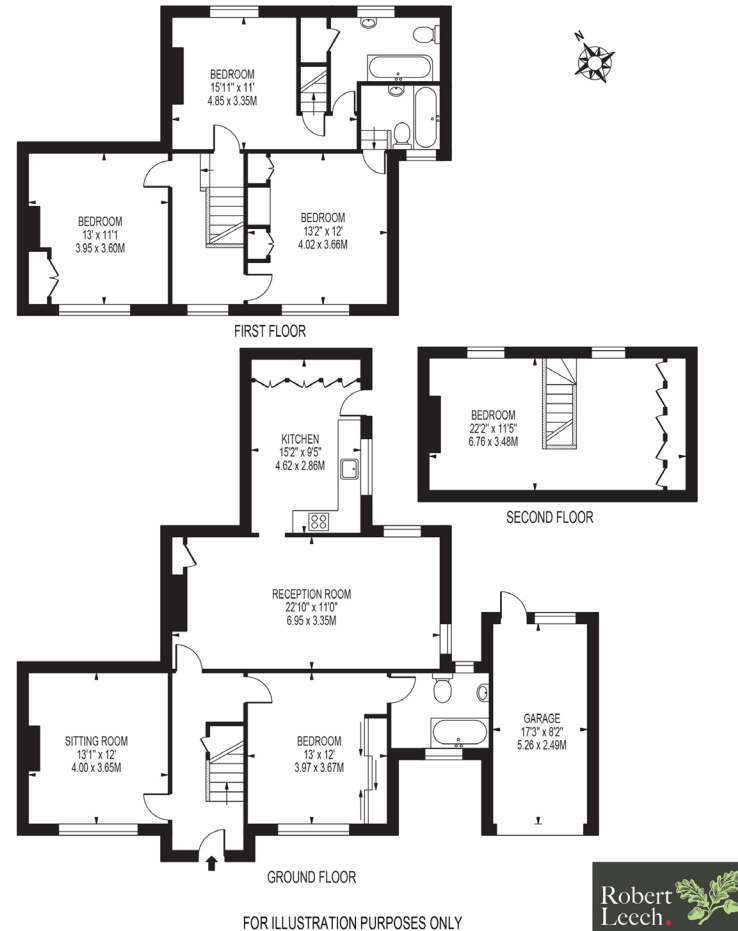 N
BEDROOM
15'11" x 11'
4.85 x 3.35M
BEDROOM
13' x 11'1
3.95 x 3.60M
BEDROOM
13'2" x 12'
4.02 x 3.66M
FIRST FLOOR
KITCHEN
15'2" x 9'5"
4.62 x 2.86M
BEDROOM
22'2" x 11'5"
6.76 x 3.48M
SECOND FLOOR
RECEPTION ROOM
22'10" x 11'0"
6.95 x 3.35M
SITTING ROOM
13'1" x 12'
4.00 x 3.65M
BEDROOM
13' x 12'
3.97 x 3.67M
GARAGE
17'3" x 8'2"
5.26 x 2.49M
GROUND FLOOR
Robert
Leech.
FOR ILLUSTRATION PURPOSES ONLY